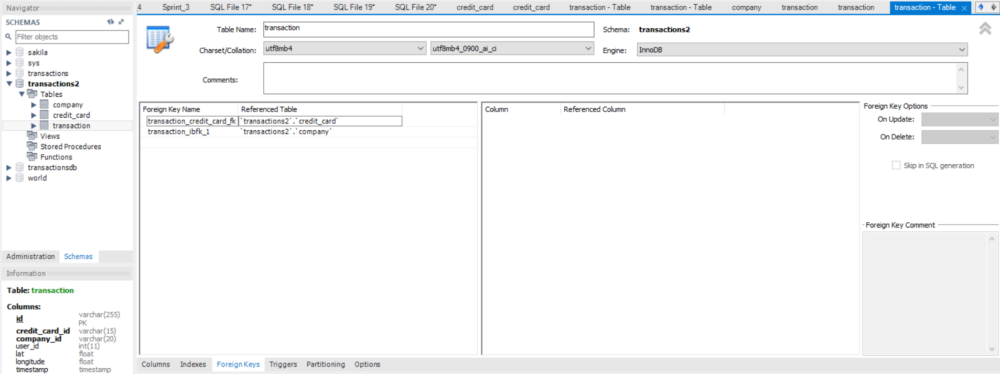 Navigator
_4 Sprint_3 SQL File 17* SQL File 18* SQL File 19* SQL File 20* credit_card credit_card transaction - Table transaction - Table company transaction transaction transaction - Table ×
SCHEMAS
Filter objects
sakila
sys
transactions
transactions2
Tables
company
credit_card
transaction
Views
Stored Procedures
Functions
transactionsdb
world
Administration Schemas
Information
Table: transaction
Columns:
id varchar(255) PK
credit_card_id varchar(15)
company_id varchar(20)
user_id int(11)
lat float
longitude float
timestamp timestamp
Table Name: transaction Schema: transactions2
Charset/Collation: utf8mb4 utf8mb4_0900_ai_ci Engine: InnoDB
Comments:
Foreign Key Name Referenced Table
transaction_credit_card_fk `transactions2`.`credit_card`
transaction_ibfk_1 `transactions2`.`company`
Column Referenced Column
Foreign Key Options
On Update:
On Delete:
Skip in SQL generation
Foreign Key Comment
Columns Indexes Foreign Keys Triggers Partitioning Options